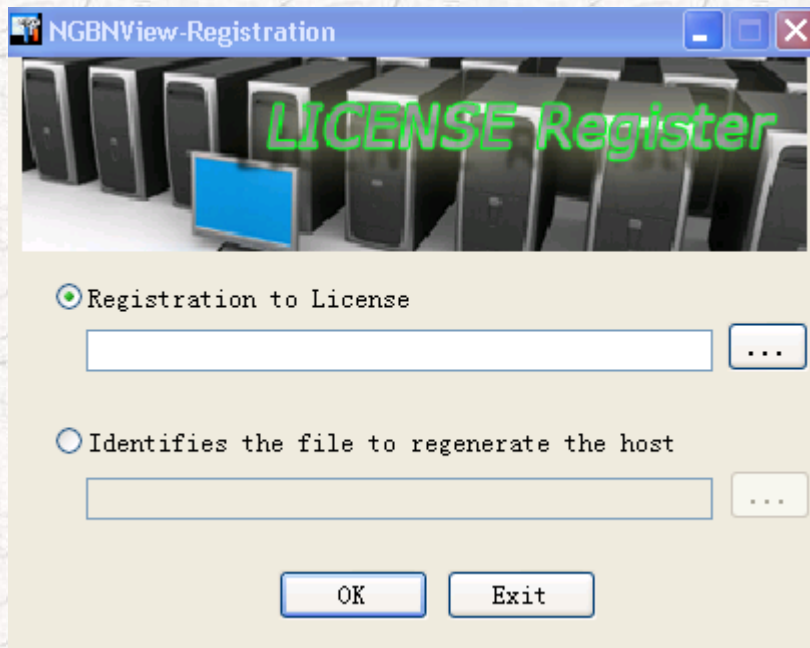 NGBNView-Registration
LICENSE Register
Registration to License
...
Identifies the file to regenerate the host
...
OK
Exit